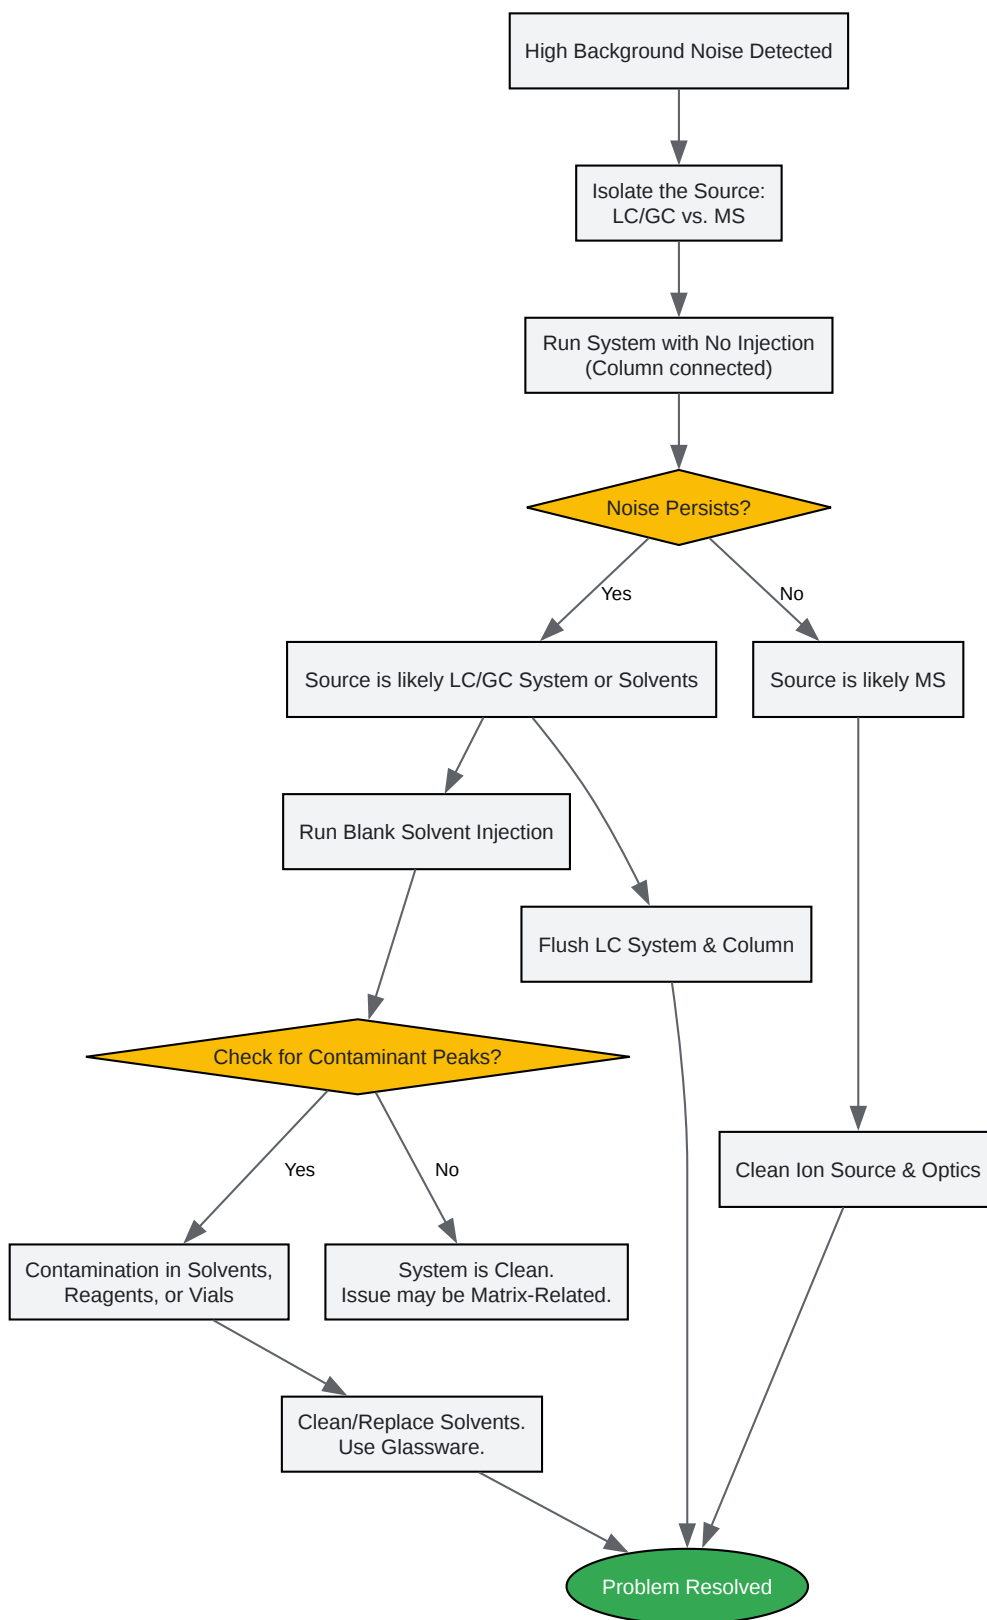 High Background Noise Detected
Isolate the Source:
LC/GC vs. MS
Run System with No Injection
(Column connected)
Noise Persists?
Yes
No
Source is likely LC/GC System or Solvents
Source is likely MS
Run Blank Solvent Injection
Flush LC System & Column
Check for Contaminant Peaks?
Yes
No
Clean Ion Source & Optics
Contamination in Solvents,
Reagents, or Vials
System is Clean.
Issue may be Matrix-Related.
Clean/Replace Solvents.
Use Glassware.
Problem Resolved